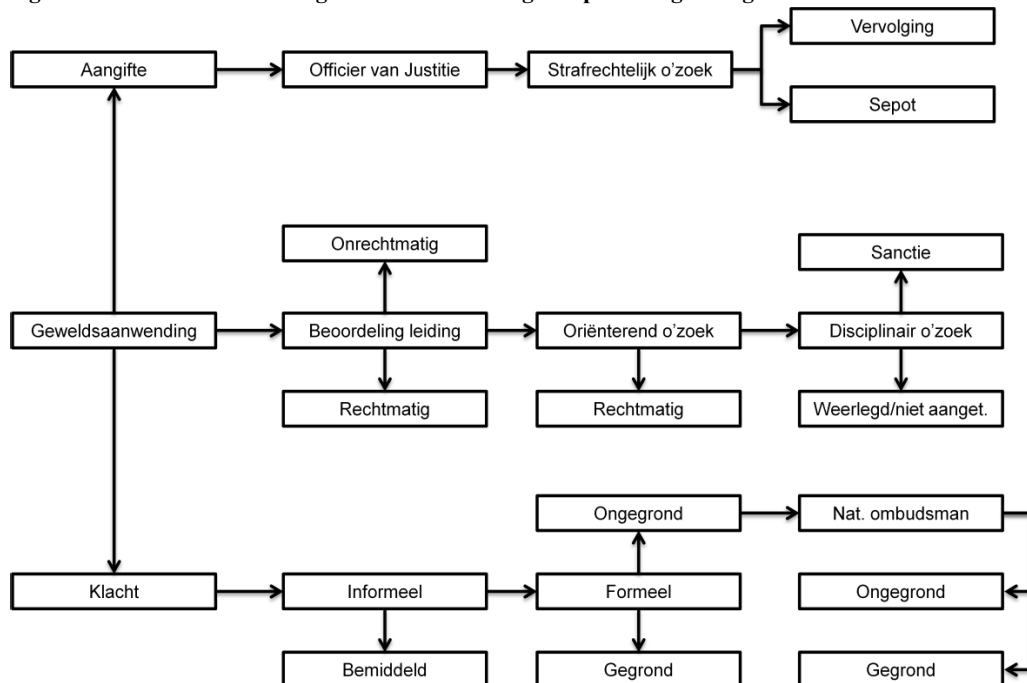 Vervolging
Aangifte
Officier van Justitie
Strafrechtelijk o'zoek
Sepot
Onrechtmatig
Sanctie
Geweldsaanwending
Beoordeling leiding
Oriënterend o'zoek
Disciplinair o'zoek
Rechtmatig
Rechtmatig
Weerlegd/niet aanget.
Ongegrond
Nat. ombudsman
Klacht
Informeel
Formeel
Ongegrond
Bemiddeld
Gegrond
Gegrond